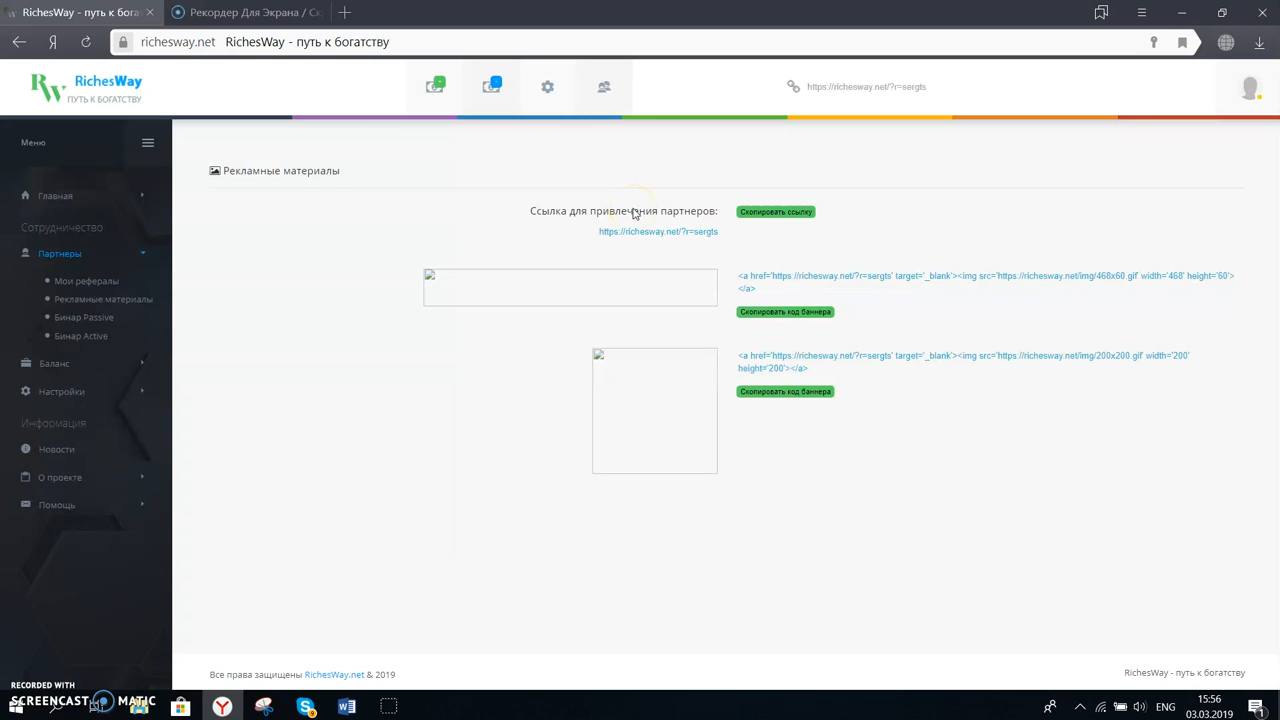 RichesWay - путь к бога
Рекордер Для Экрана / Ск
richesway.net RichesWay - путь к богатству
RichesWay
ПУТЬ К БОГАТСТВУ
https://richesway.net/?r=sergts
Меню
Главная
Сотрудничество
Партнеры
Мои рефералы
Рекламные материалы
Бинар Passive
Бинар Active
Баланс
Настройки
Информация
Новости
О проекте
Помощь
Рекламные материалы
Ссылка для привлечения партнеров:
Скопировать ссылку
https://richesway.net/?r=sergts
<a href='https://richesway.net/?r=sergts' target='_blank'><img src='https://richesway.net/img/468x60.gif' width='468' height='60'>
</a>
Скопировать код баннера
<a href='https://richesway.net/?r=sergts' target='_blank'><img src='https://richesway.net/img/200x200.gif' width='200'
height='200'></a>
Скопировать код баннера
Все права защищены RichesWay.net & 2019
RichesWay - путь к богатству
RECORDED WITH
SCREENCAST MATIC
ENG
15:56
03.03.2019